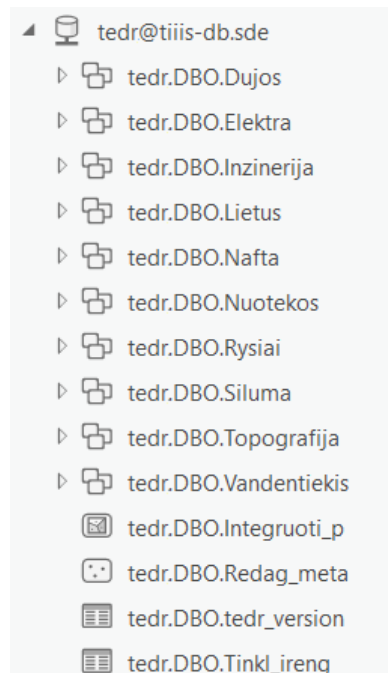 tedr@tiiis-db.sde
tedr.DBO.Dujos
tedr.DBO.Elektra
tedr.DBO.Inzinerija
tedr.DBO.Lietus
tedr.DBO.Nafta
tedr.DBO.Nuotekos
tedr.DBO.Rysiai
tedr.DBO.Siluma
tedr.DBO.Topografija
tedr.DBO.Vandentiekis
tedr.DBO.Integruoti_p
tedr.DBO.Redag_meta
tedr.DBO.tedr_version
tedr.DBO.Tinkl_ireng